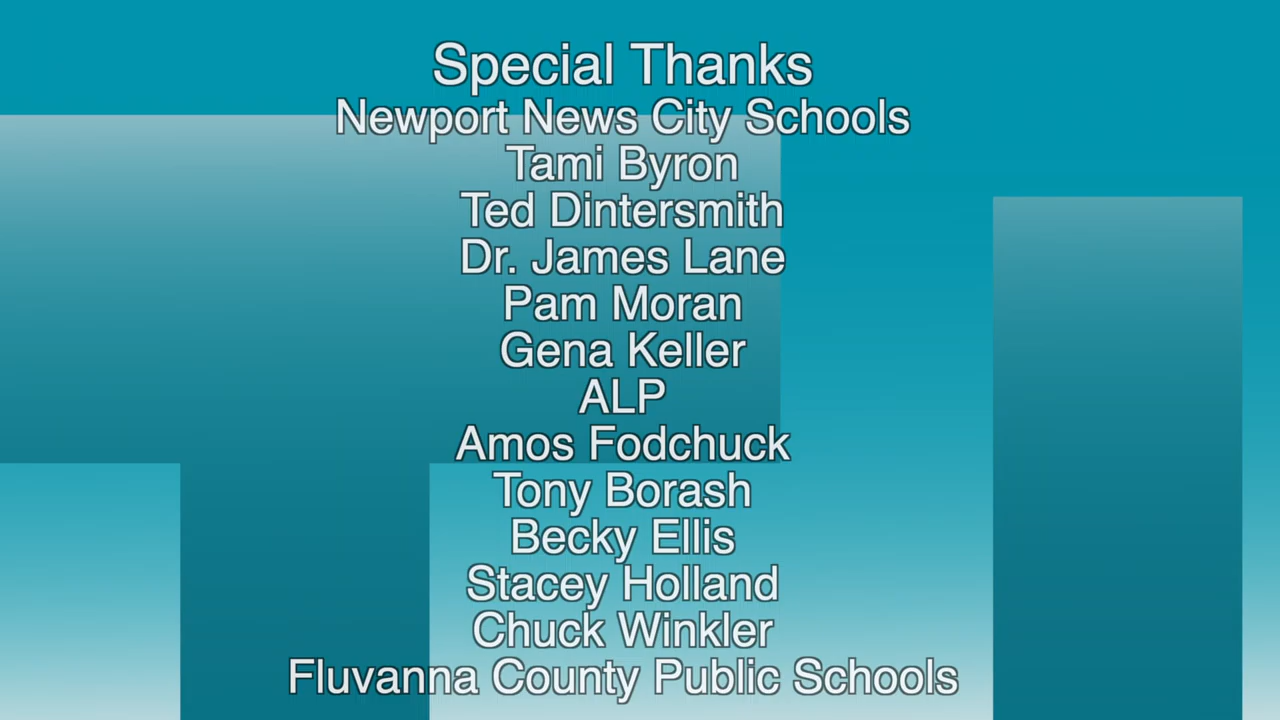 Special Thanks
Newport News City Schools
Tami Byron
Ted Dintersmith
Dr. James Lane
Pam Moran
Gena Keller
ALP
Amos Fodchuck
Tony Borash
Becky Ellis
Stacey Holland
Chuck Winkler
Fluvanna County Public Schools